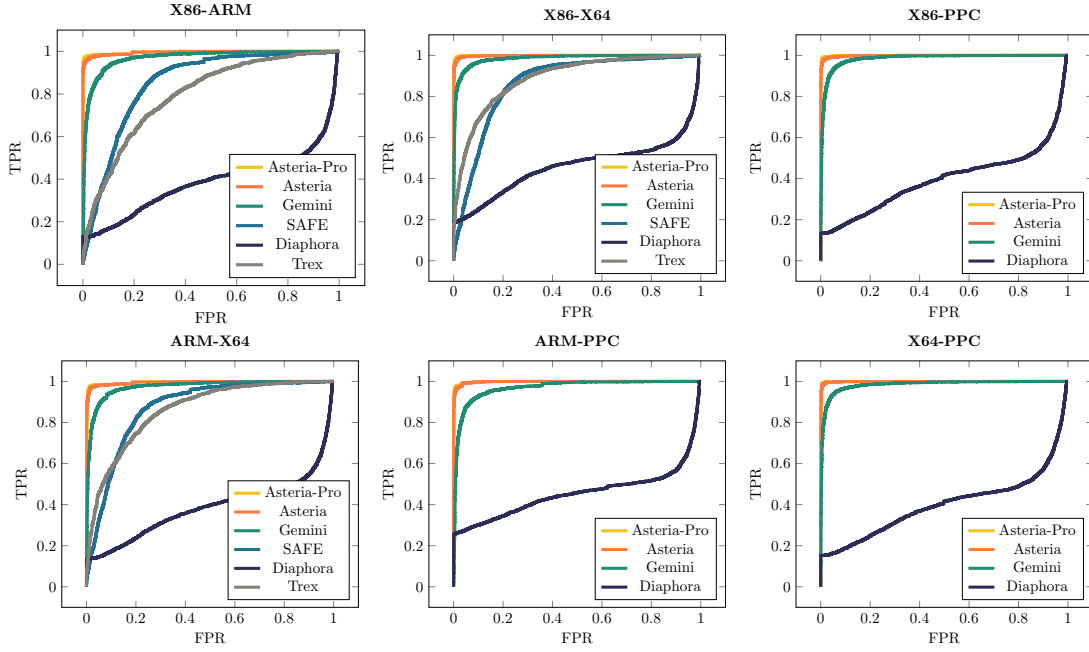 X86-ARM
TPR
1
0.8
0.6
0.4
0.2
0
Asteria-Pro
Asteria
Gemini
SAFE
Diaphora
Trex
0 0.2 0.4 0.6 0.8 1
FPR
X86-X64
TPR
1
0.8
0.6
0.4
0.2
0
Asteria-Pro
Asteria
Gemini
SAFE
Diaphora
Trex
0 0.2 0.4 0.6 0.8 1
FPR
X86-PPC
TPR
1
0.8
0.6
0.4
0.2
0
Asteria-Pro
Asteria
Gemini
Diaphora
0 0.2 0.4 0.6 0.8 1
FPR
ARM-X64
TPR
1
0.8
0.6
0.4
0.2
0
Asteria-Pro
Asteria
Gemini
SAFE
Diaphora
Trex
0 0.2 0.4 0.6 0.8 1
FPR
ARM-PPC
TPR
1
0.8
0.6
0.4
0.2
0
Asteria-Pro
Asteria
Gemini
Diaphora
0 0.2 0.4 0.6 0.8 1
FPR
X64-PPC
TPR
1
0.8
0.6
0.4
0.2
0
Asteria-Pro
Asteria
Gemini
Diaphora
0 0.2 0.4 0.6 0.8 1
FPR